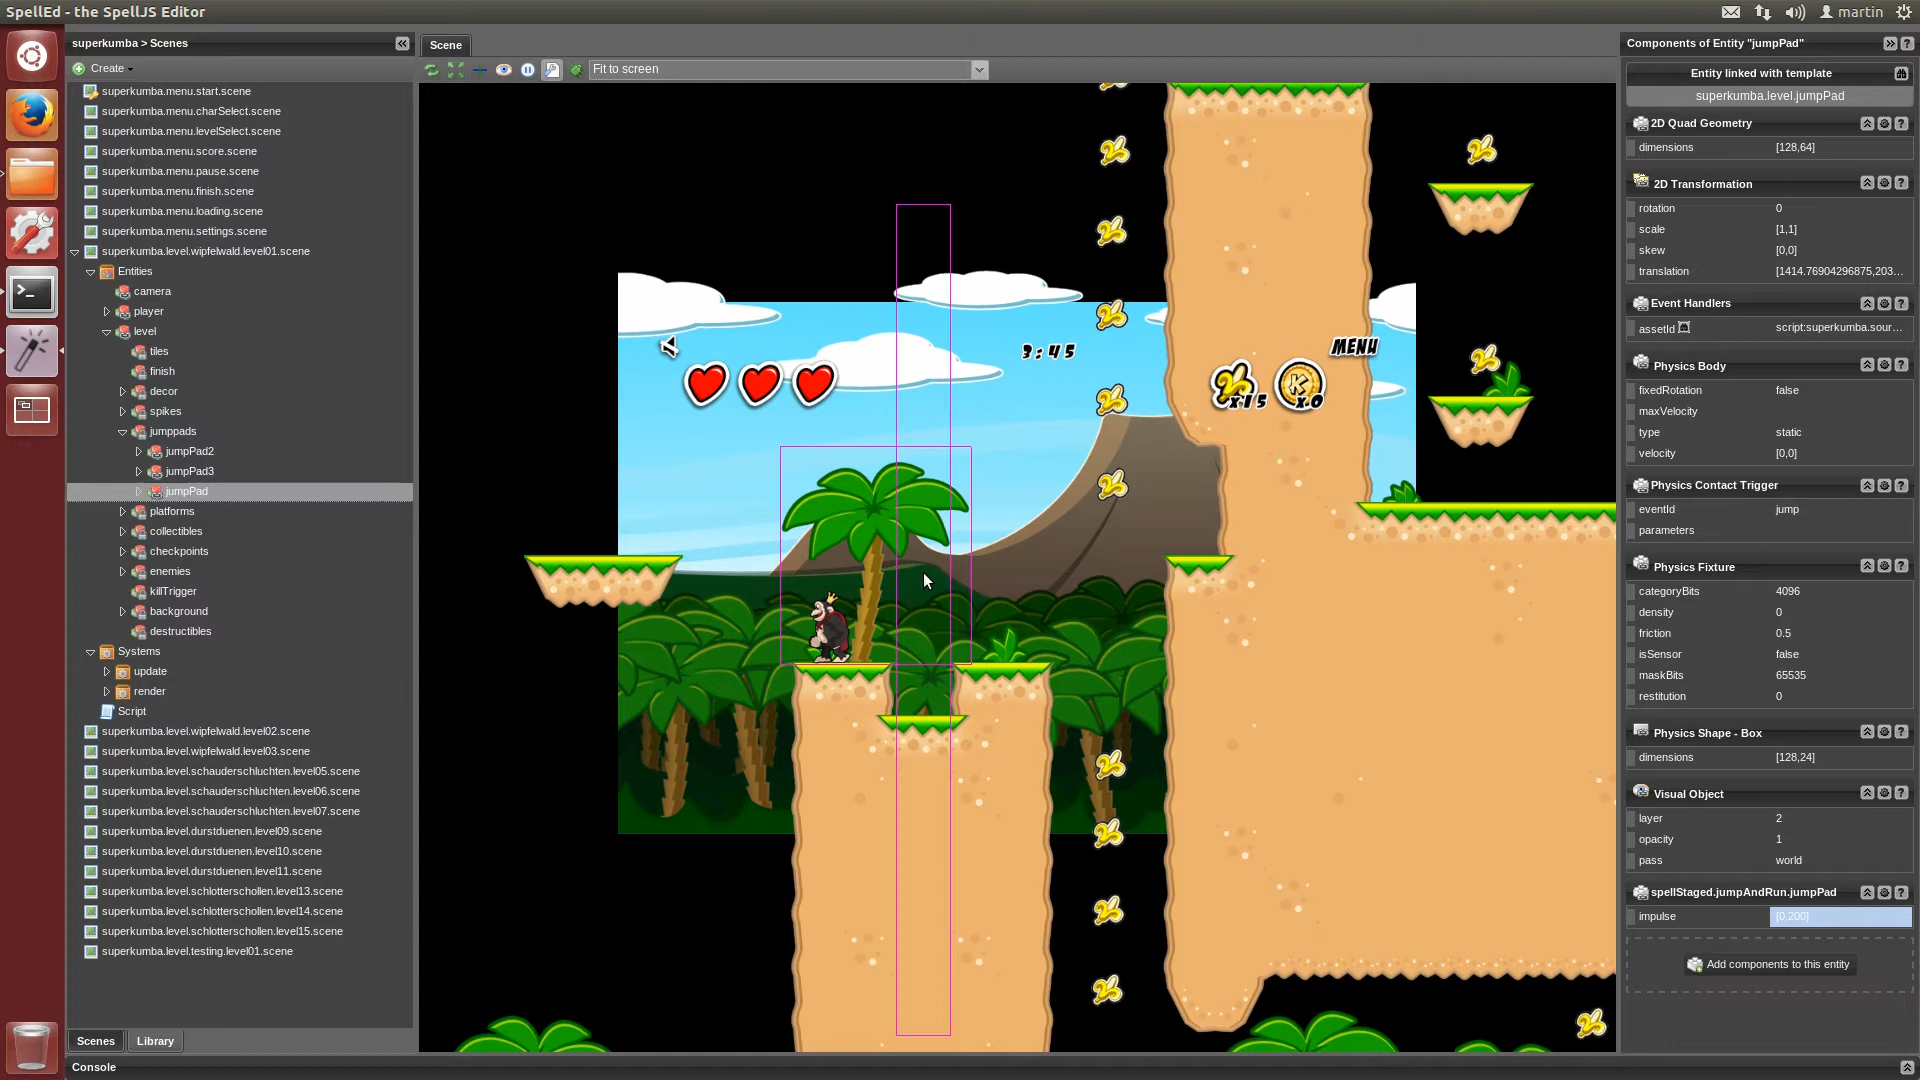 SpellEd - the SpellJS Editor
martin
superkumba > Scenes
Create
superkumba.menu.start.scene
superkumba.menu.charSelect.scene
superkumba.menu.levelSelect.scene
superkumba.menu.score.scene
superkumba.menu.pause.scene
superkumba.menu.finish.scene
superkumba.menu.loading.scene
superkumba.menu.settings.scene
superkumba.level.wipfelwald.level01.scene
Entities
camera
player
level
tiles
finish
decor
spikes
jumppads
jumpPad2
jumpPad3
jumpPad
platforms
collectibles
checkpoints
enemies
killTrigger
background
destructibles
Systems
update
render
Script
superkumba.level.wipfelwald.level02.scene
superkumba.level.wipfelwald.level03.scene
superkumba.level.schauderschluchten.level05.scene
superkumba.level.schauderschluchten.level06.scene
superkumba.level.schauderschluchten.level07.scene
superkumba.level.durstduenen.level09.scene
superkumba.level.durstduenen.level10.scene
superkumba.level.durstduenen.level11.scene
superkumba.level.schlotterschollen.level13.scene
superkumba.level.schlotterschollen.level14.scene
superkumba.level.schlotterschollen.level15.scene
superkumba.level.testing.level01.scene
Scenes Library
Console
Scene
Fit to screen
3:45
MENU
K
x15 x0
Components of Entity "jumpPad"
Entity linked with template
superkumba.level.jumpPad
2D Quad Geometry
dimensions [128,64]
2D Transformation
rotation 0
scale [1,1]
skew [0,0]
translation [1414.76904296875,203...
Event Handlers
assetId script:superkumba.sour...
Physics Body
fixedRotation false
maxVelocity
type static
velocity [0,0]
Physics Contact Trigger
eventId jump
parameters
Physics Fixture
categoryBits 4096
density 0
friction 0.5
isSensor false
maskBits 65535
restitution 0
Physics Shape - Box
dimensions [128,24]
Visual Object
layer 2
opacity 1
pass world
spellStaged.jumpAndRun.jumpPad
impulse [0,200]
Add components to this entity